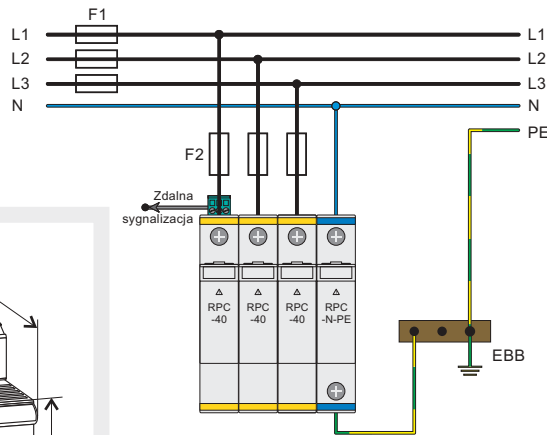 F1
L1 L1
L2 L2
L3 L3
N N
PE
F2
Zdalna
sygnalizacja
RPC RPC RPC RPC
-40 -40 -40 -N-PE
EBB